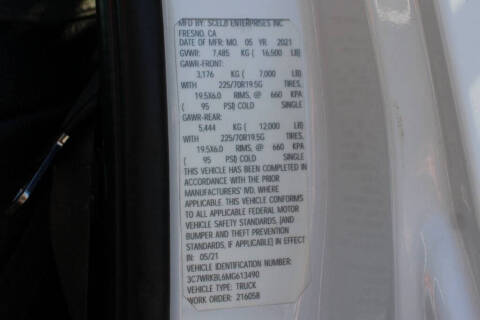 MFD BY: SCELZI ENTERPRISES INC
FRESNO, CA
DATE OF MFR: MO. 05 YR. 2021
GVWR: 7,485 KG ( 16,500 LB)
GAWR-FRONT:
3,176 KG ( 7,000 LB)
WITH 225/70R19.5G TIRES,
19.5X6.0 RIMS, @ 660 KPA
( 95 PSI) COLD SINGLE
GAWR-REAR:
5,444 KG ( 12,000 LB)
WITH 225/70R19.5G TIRES,
19.5X6.0 RIMS, @ 660 KPA
( 95 PSI) COLD SINGLE
THIS VEHICLE HAS BEEN COMPLETED IN
ACCORDANCE WITH THE PRIOR
MANUFACTURERS' IVD, WHERE
APPLICABLE. THIS VEHICLE CONFORMS
TO ALL APPLICABLE FEDERAL MOTOR
VEHICLE SAFETY STANDARDS, [AND
BUMPER AND THEFT PREVENTION
STANDARDS, IF APPLICABLE] IN EFFECT
IN: 05/21
VEHICLE IDENTIFICATION NUMBER:
3C7WRKBL6MG613490
VEHICLE TYPE: TRUCK
WORK ORDER: 216058